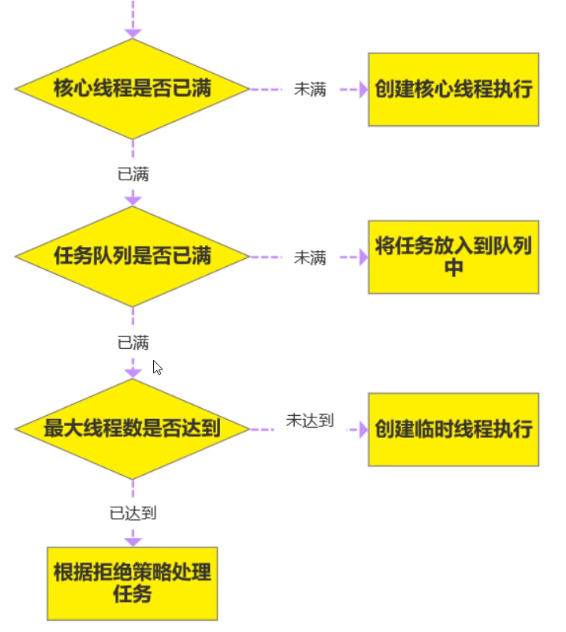 核心线程是否已满
未满
创建核心线程执行
已满
任务队列是否已满
未满
将任务放入到队列
中
已满
最大线程数是否达到
未达到
创建临时线程执行
已达到
根据拒绝策略处理
任务